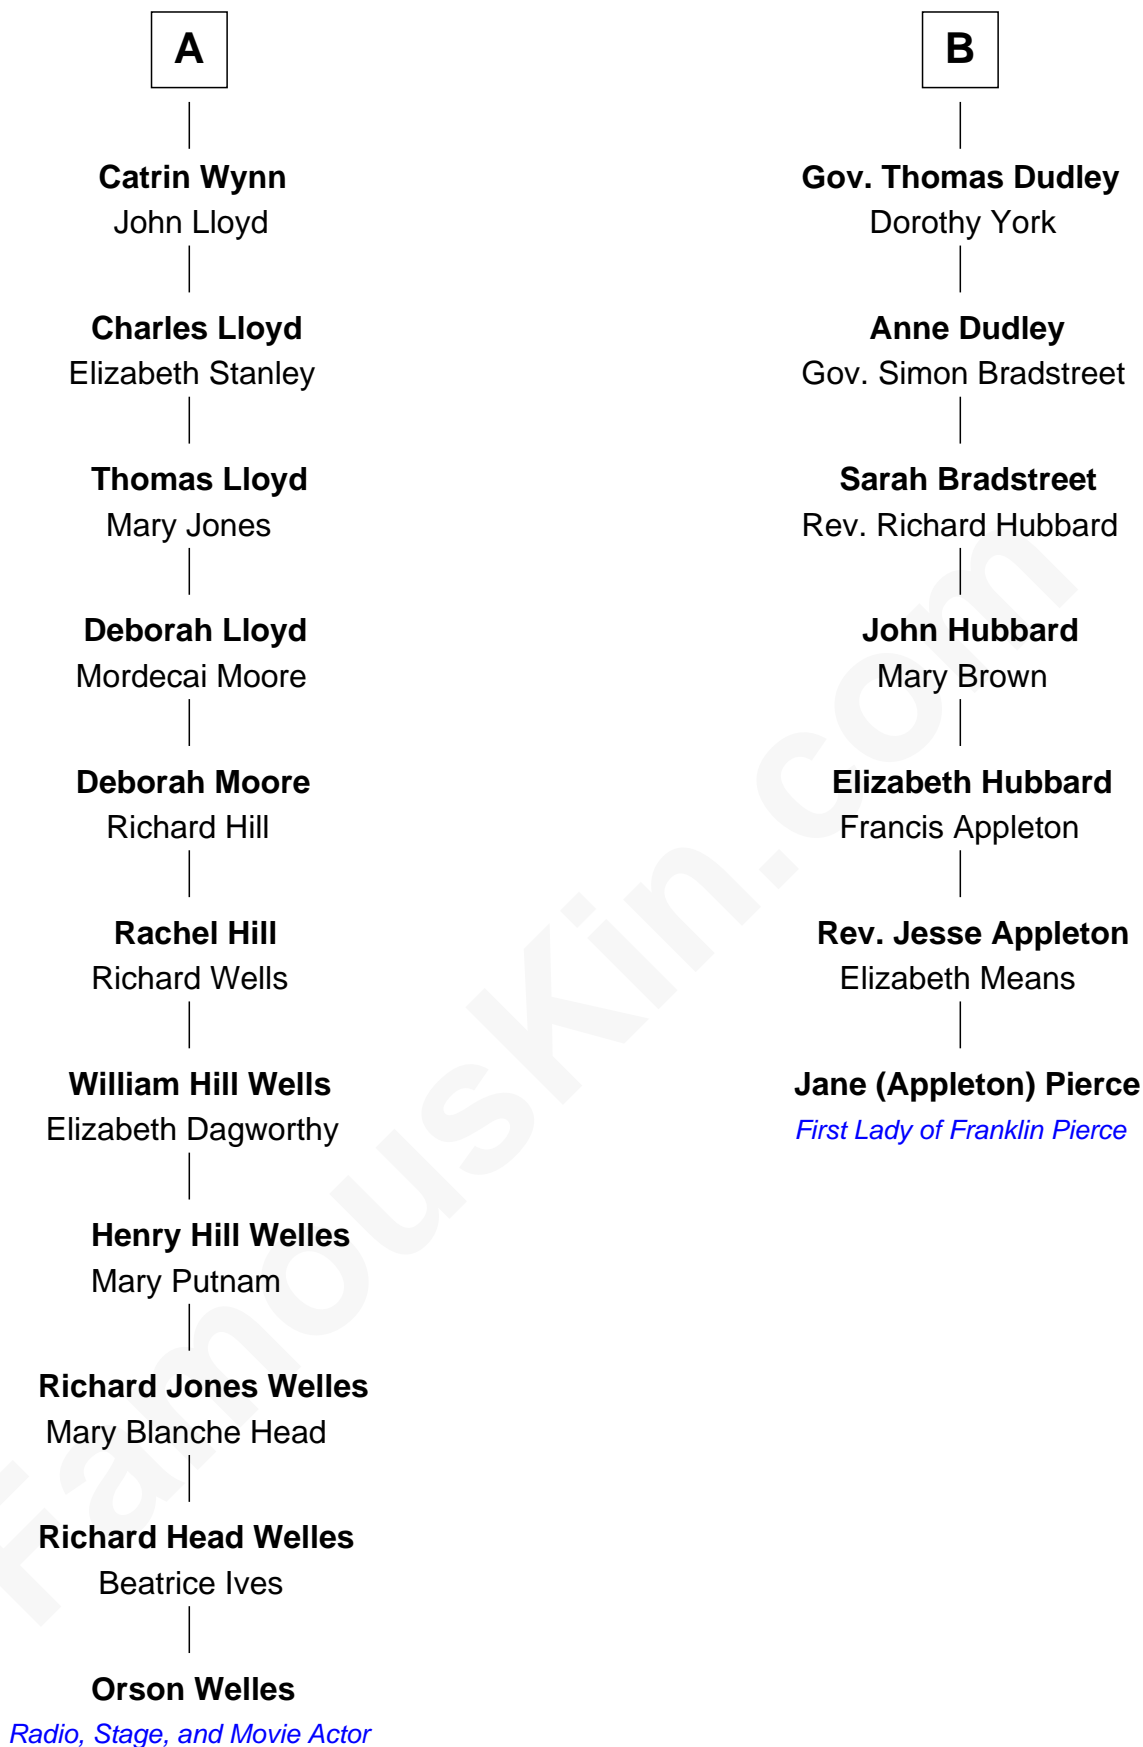 A
Catrin Wynn
John Lloyd
Charles Lloyd
Elizabeth Stanley
Thomas Lloyd
Mary Jones
Deborah Lloyd
Mordecai Moore
Deborah Moore
Richard Hill
Rachel Hill
Richard Wells
William Hill Wells
Elizabeth Dagworthy
Henry Hill Welles
Mary Putnam
Richard Jones Welles
Mary Blanche Head
Richard Head Welles
Beatrice Ives
Orson Welles
Radio, Stage, and Movie Actor
B
Gov. Thomas Dudley
Dorothy York
Anne Dudley
Gov. Simon Bradstreet
Sarah Bradstreet
Rev. Richard Hubbard
John Hubbard
Mary Brown
Elizabeth Hubbard
Francis Appleton
Rev. Jesse Appleton
Elizabeth Means
Jane (Appleton) Pierce
First Lady of Franklin Pierce
FamousKin.com